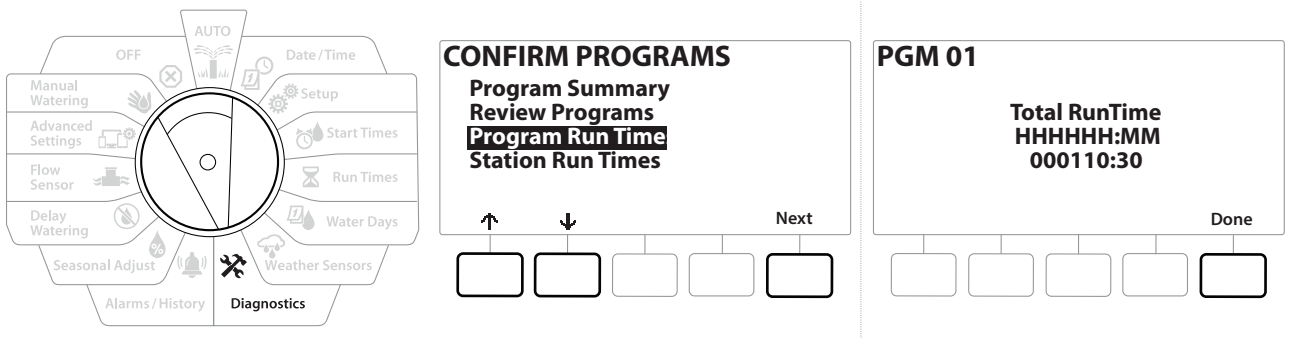 AUTO
OFF
Date/Time
Manual
Watering
Setup
Advanced
Settings
Start Times
Flow
Sensor
Run Times
Delay
Watering
Water Days
Seasonal Adjust
%
Weather Sensors
Alarms/History
Diagnostics
CONFIRM PROGRAMS
Program Summary
Review Programs
Program Run Time
Station Run Times
Next
PGM 01
Total RunTime
HHHHHH:MM
000110:30
Done